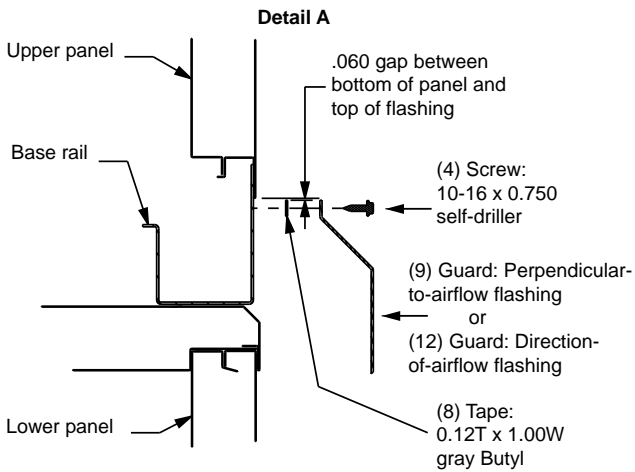 Detail A
Upper panel
.060 gap between
bottom of panel and
top of flashing
Base rail
(4) Screw:
10-16 x 0.750
self-driller
(9) Guard: Perpendicular-
to-airflow flashing
or
(12) Guard: Direction-
of-airflow flashing
(8) Tape:
0.12T x 1.00W
gray Butyl
Lower panel